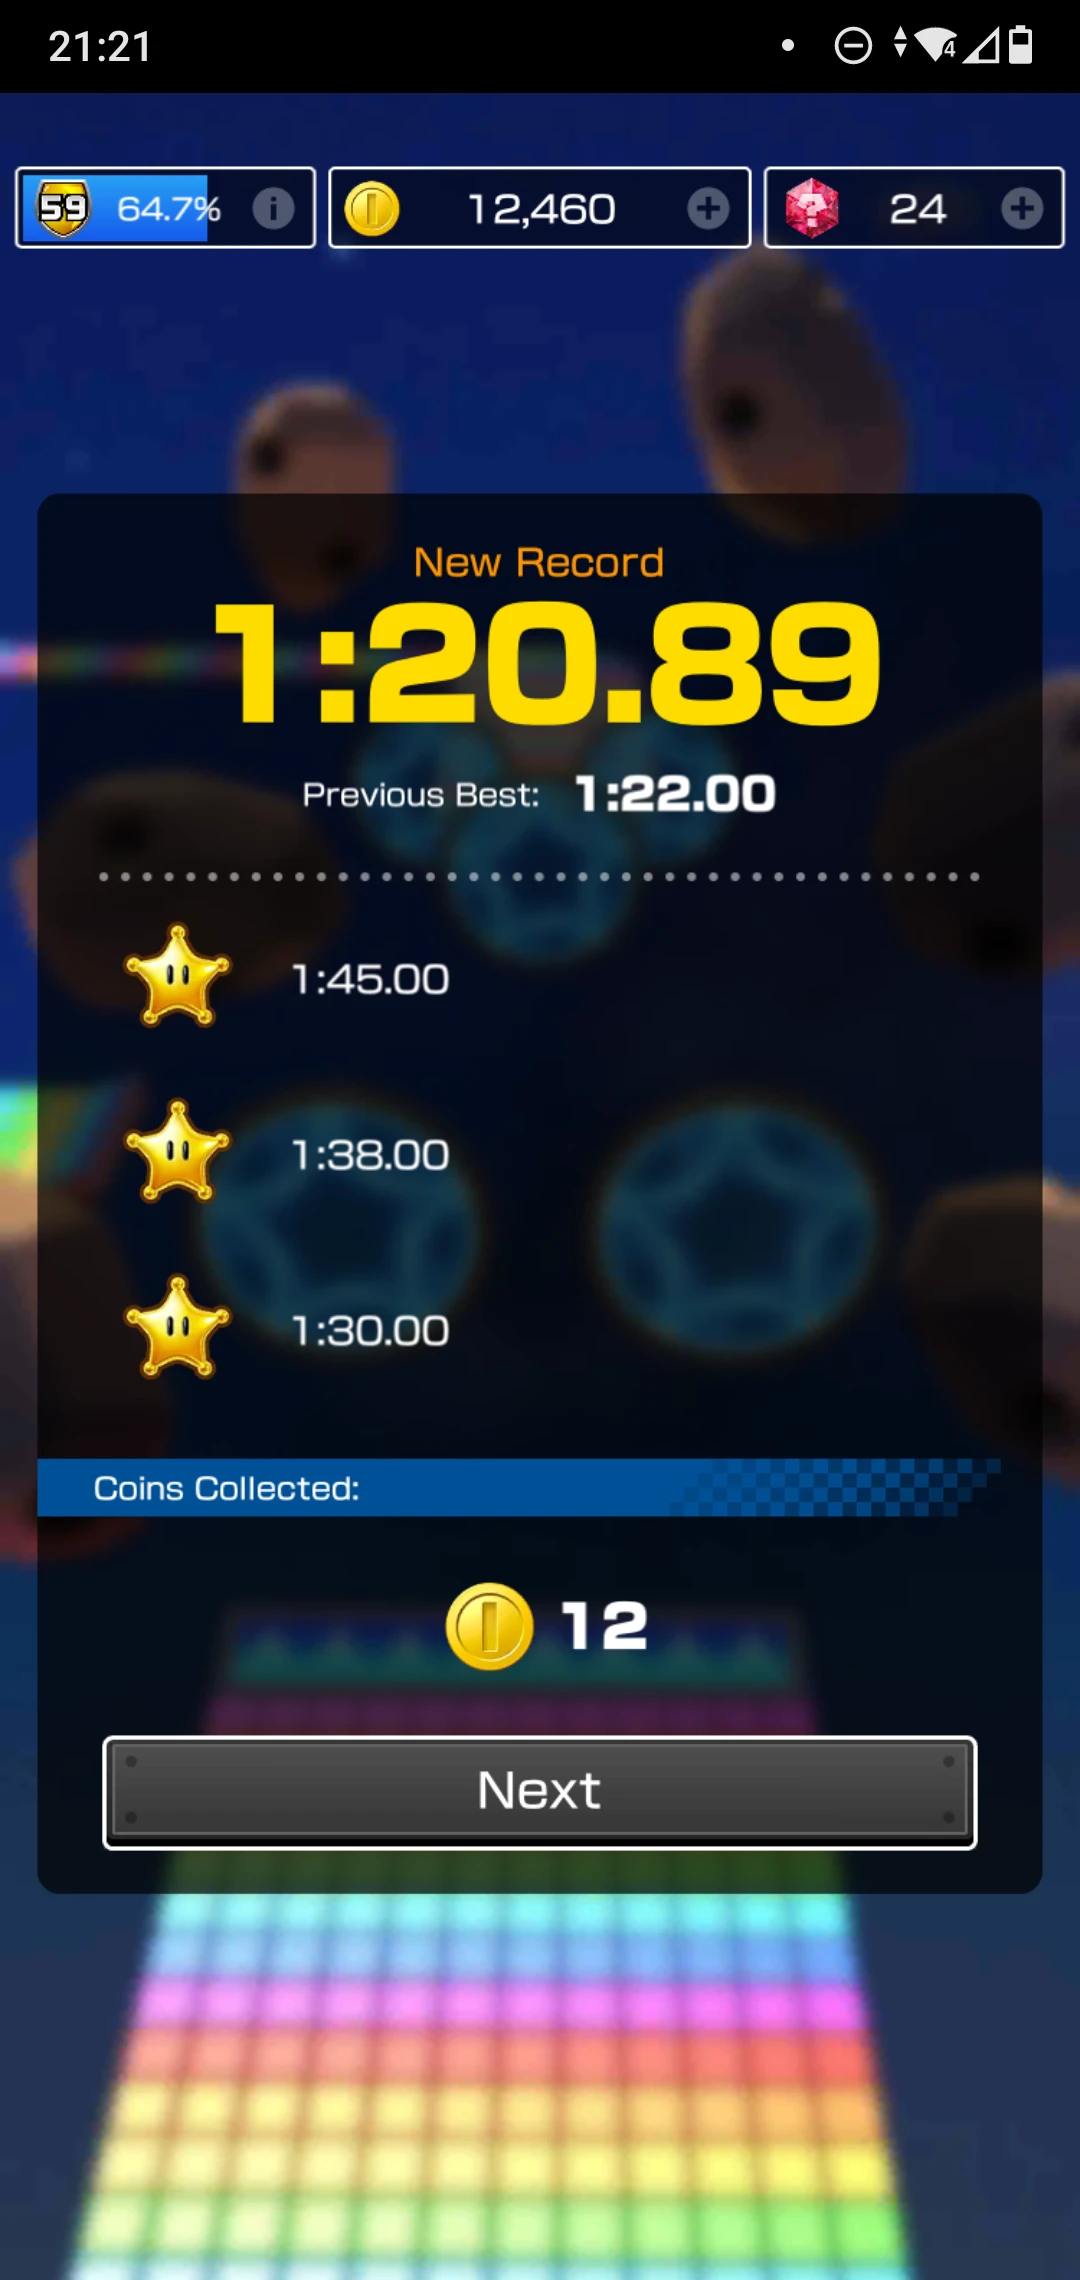 21:21
4
59 64.7% i 12,460 + 24 +
New Record
1:20.89
Previous Best: 1:22.00
1:45.00
1:38.00
1:30.00
Coins Collected:
12
Next